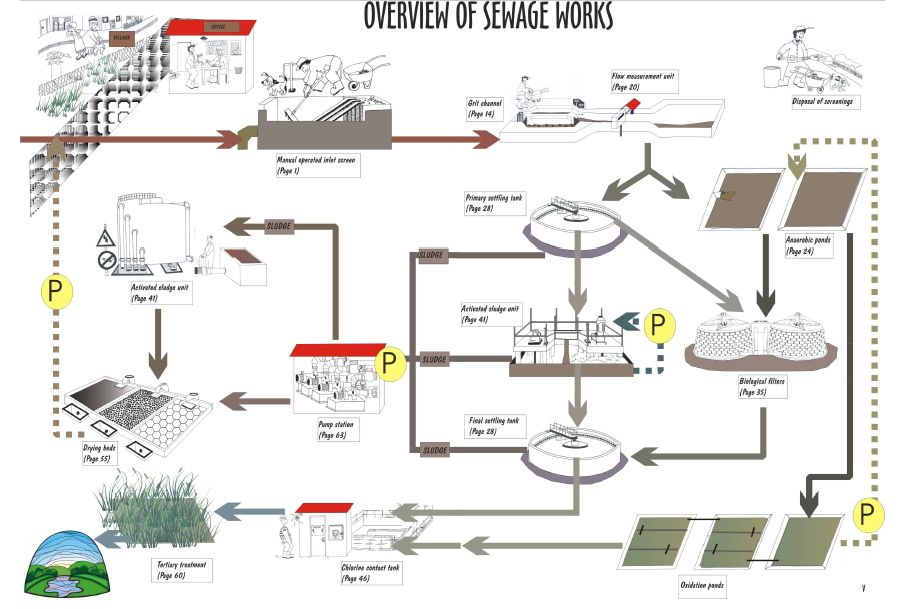 OVERVIEW OF SEWAGE WORKS
VILLAGE
OFFICE
Manual operated inlet screen
(Page 1)
Grit channel
(Page 14)
Flow measurement unit
(Page 20)
Disposal of screenings
Primary settling tank
(Page 28)
Anaerobic ponds
(Page 24)
SLUDGE
SLUDGE
Activated sludge unit
(Page 41)
P
Activated sludge unit
(Page 41)
P
P
SLUDGE
Biological filters
(Page 35)
Pump station
(Page 63)
Final settling tank
(Page 28)
SLUDGE
Drying beds
(Page 55)
P
Tertiary treatment
(Page 60)
Chlorine contact tank
(Page 46)
Oxidation ponds
V